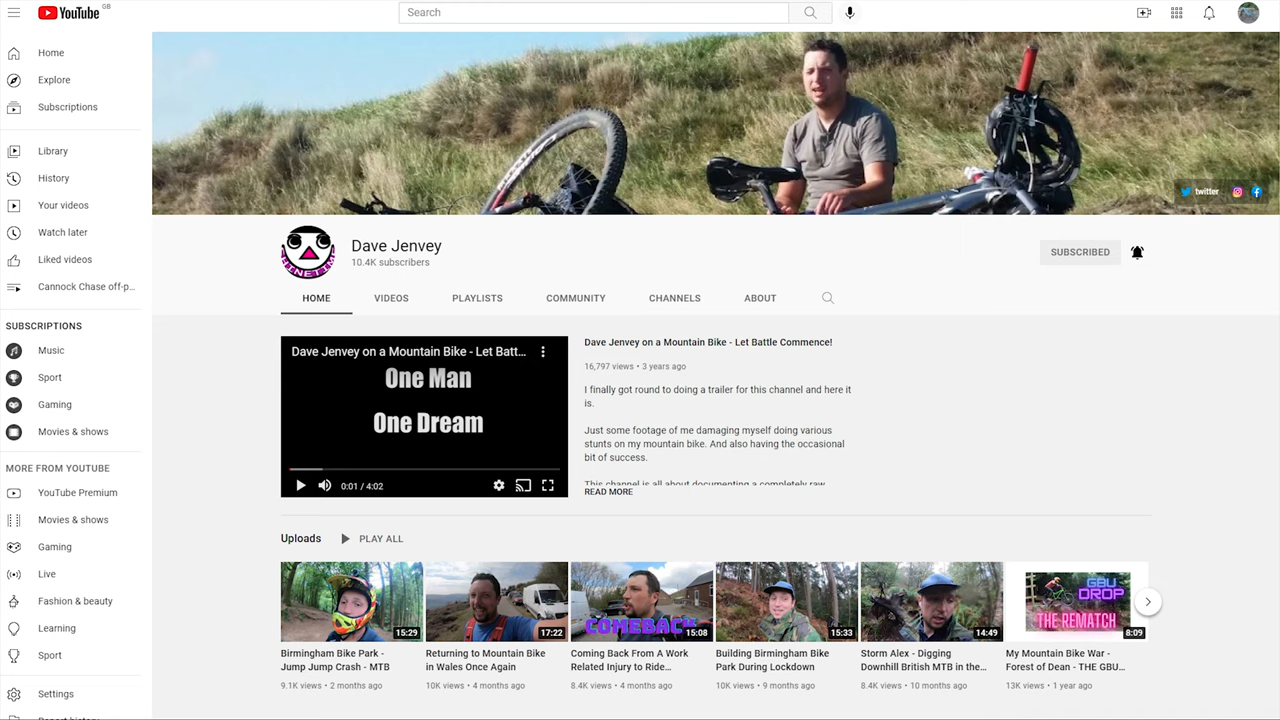 YouTube GB
Search
Home
Explore
Subscriptions
Library
History
Your videos
Watch later
Liked videos
Cannock Chase off-p...
SUBSCRIPTIONS
Music
Sport
Gaming
Movies & shows
MORE FROM YOUTUBE
YouTube Premium
Movies & shows
Gaming
Live
Fashion & beauty
Learning
Sport
Settings
Report history
twitter
Dave Jenvey
10.4K subscribers
SUBSCRIBED
HOME VIDEOS PLAYLISTS COMMUNITY CHANNELS ABOUT
Dave Jenvey on a Mountain Bike - Let Batt...
One Man
One Dream
0:01 / 4:02
Dave Jenvey on a Mountain Bike - Let Battle Commence!
16,797 views • 3 years ago
I finally got round to doing a trailer for this channel and here it
is.
Just some footage of me damaging myself doing various
stunts on my mountain bike. And also having the occasional
bit of success.
This channel is all about documenting a completely raw
READ MORE
Uploads PLAY ALL
15:29
Birmingham Bike Park -
Jump Jump Crash - MTB
9.1K views • 2 months ago
17:22
Returning to Mountain Bike
in Wales Once Again
10K views • 4 months ago
COMEBACK
15:08
Coming Back From A Work
Related Injury to Ride...
8.4K views • 4 months ago
15:33
Building Birmingham Bike
Park During Lockdown
10K views • 9 months ago
14:49
Storm Alex - Digging
Downhill British MTB in the...
8.4K views • 10 months ago
GBU
DROP
THE REMATCH
8:09
My Mountain Bike War -
Forest of Dean - THE GBU...
13K views • 1 year ago